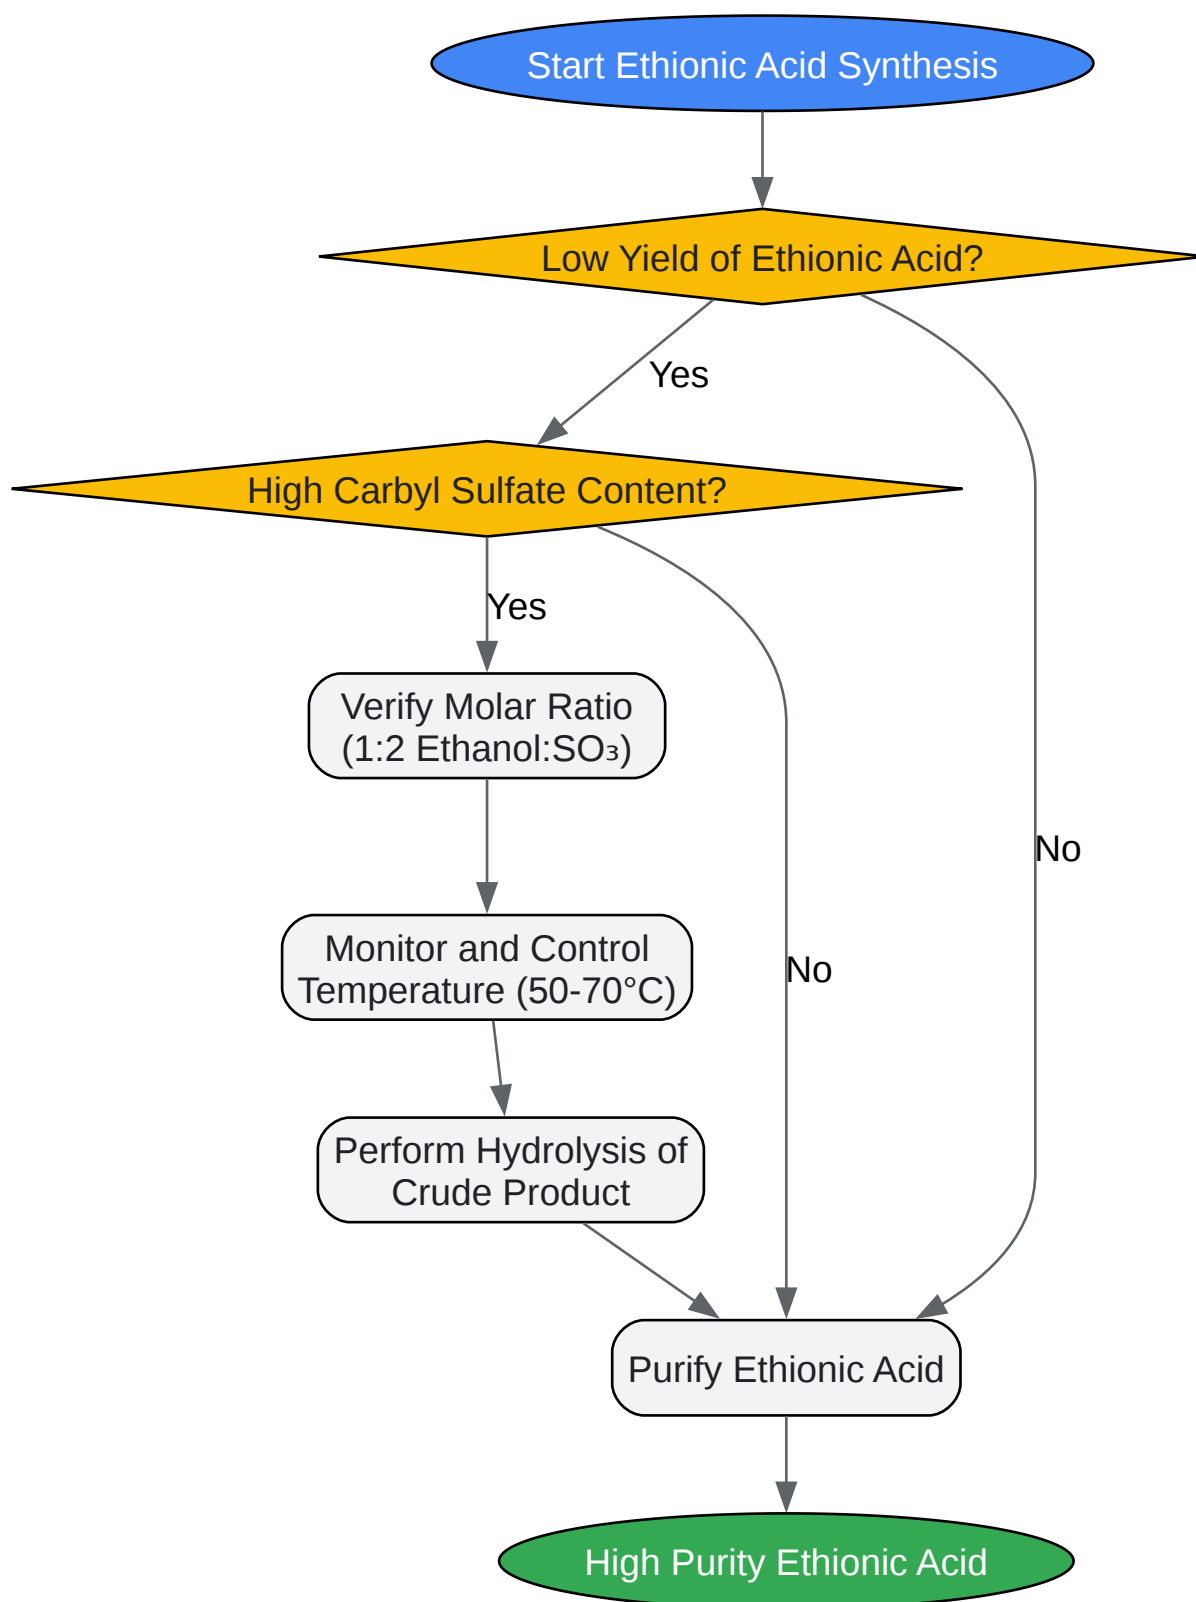 Start Ethionic Acid Synthesis
Low Yield of Ethionic Acid?
Yes
High Carbyl Sulfate Content?
Yes
Verify Molar Ratio
(1:2 Ethanol:SO₃)
No
Monitor and Control
Temperature (50-70°C)
No
Perform Hydrolysis of
Crude Product
Purify Ethionic Acid
High Purity Ethionic Acid